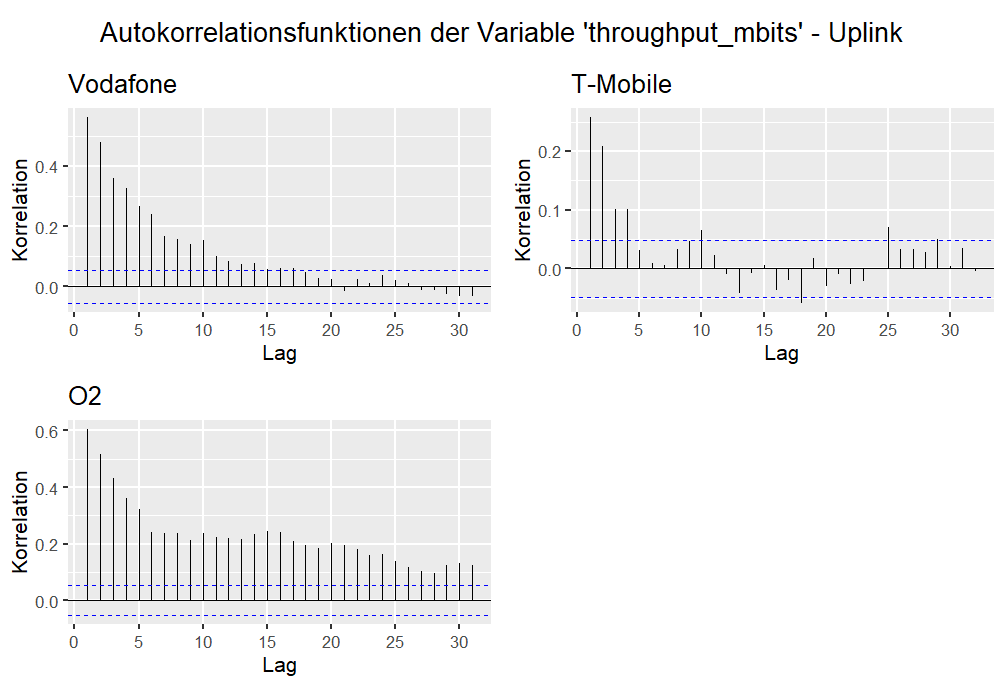 Autokorrelationsfunktionen der Variable 'throughput_mbits' - Uplink
Vodafone
Korrelation
0.4
0.2
0.0
0 5 10 15 20 25 30
Lag
T-Mobile
Korrelation
0.2
0.1
0.0
0 5 10 15 20 25 30
Lag
O2
Korrelation
0.6
0.4
0.2
0.0
0 5 10 15 20 25 30
Lag